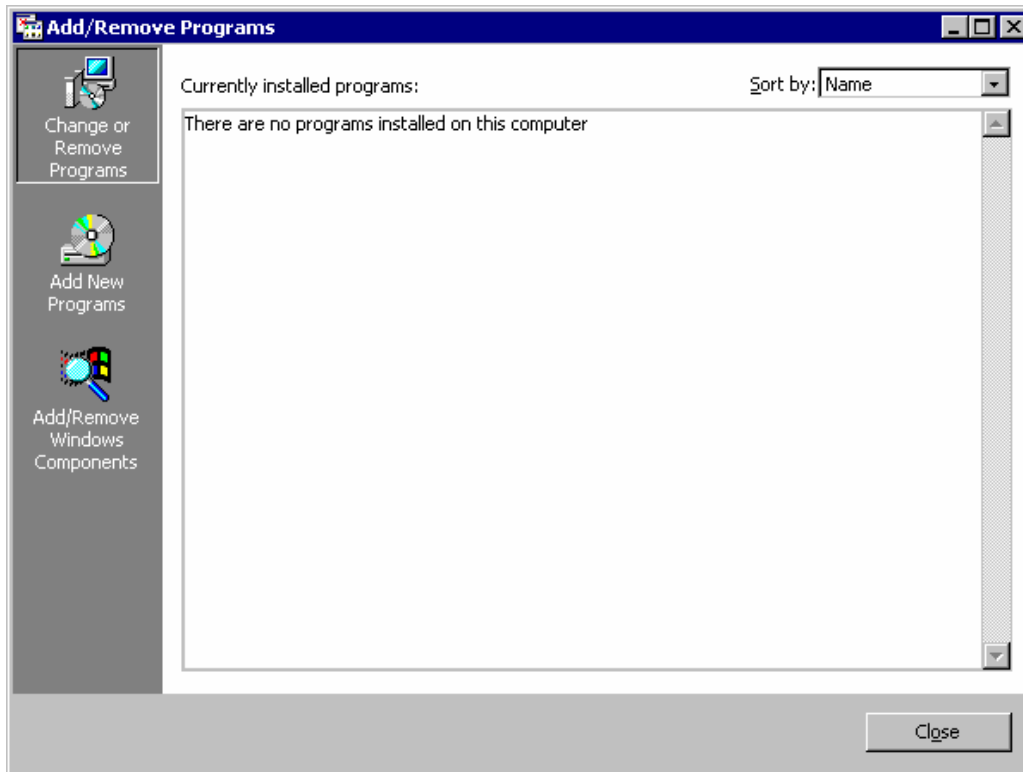 Add/Remove Programs
Change or
Remove
Programs
Add New
Programs
Add/Remove
Windows
Components
Currently installed programs:
Sort by: Name
There are no programs installed on this computer
Close